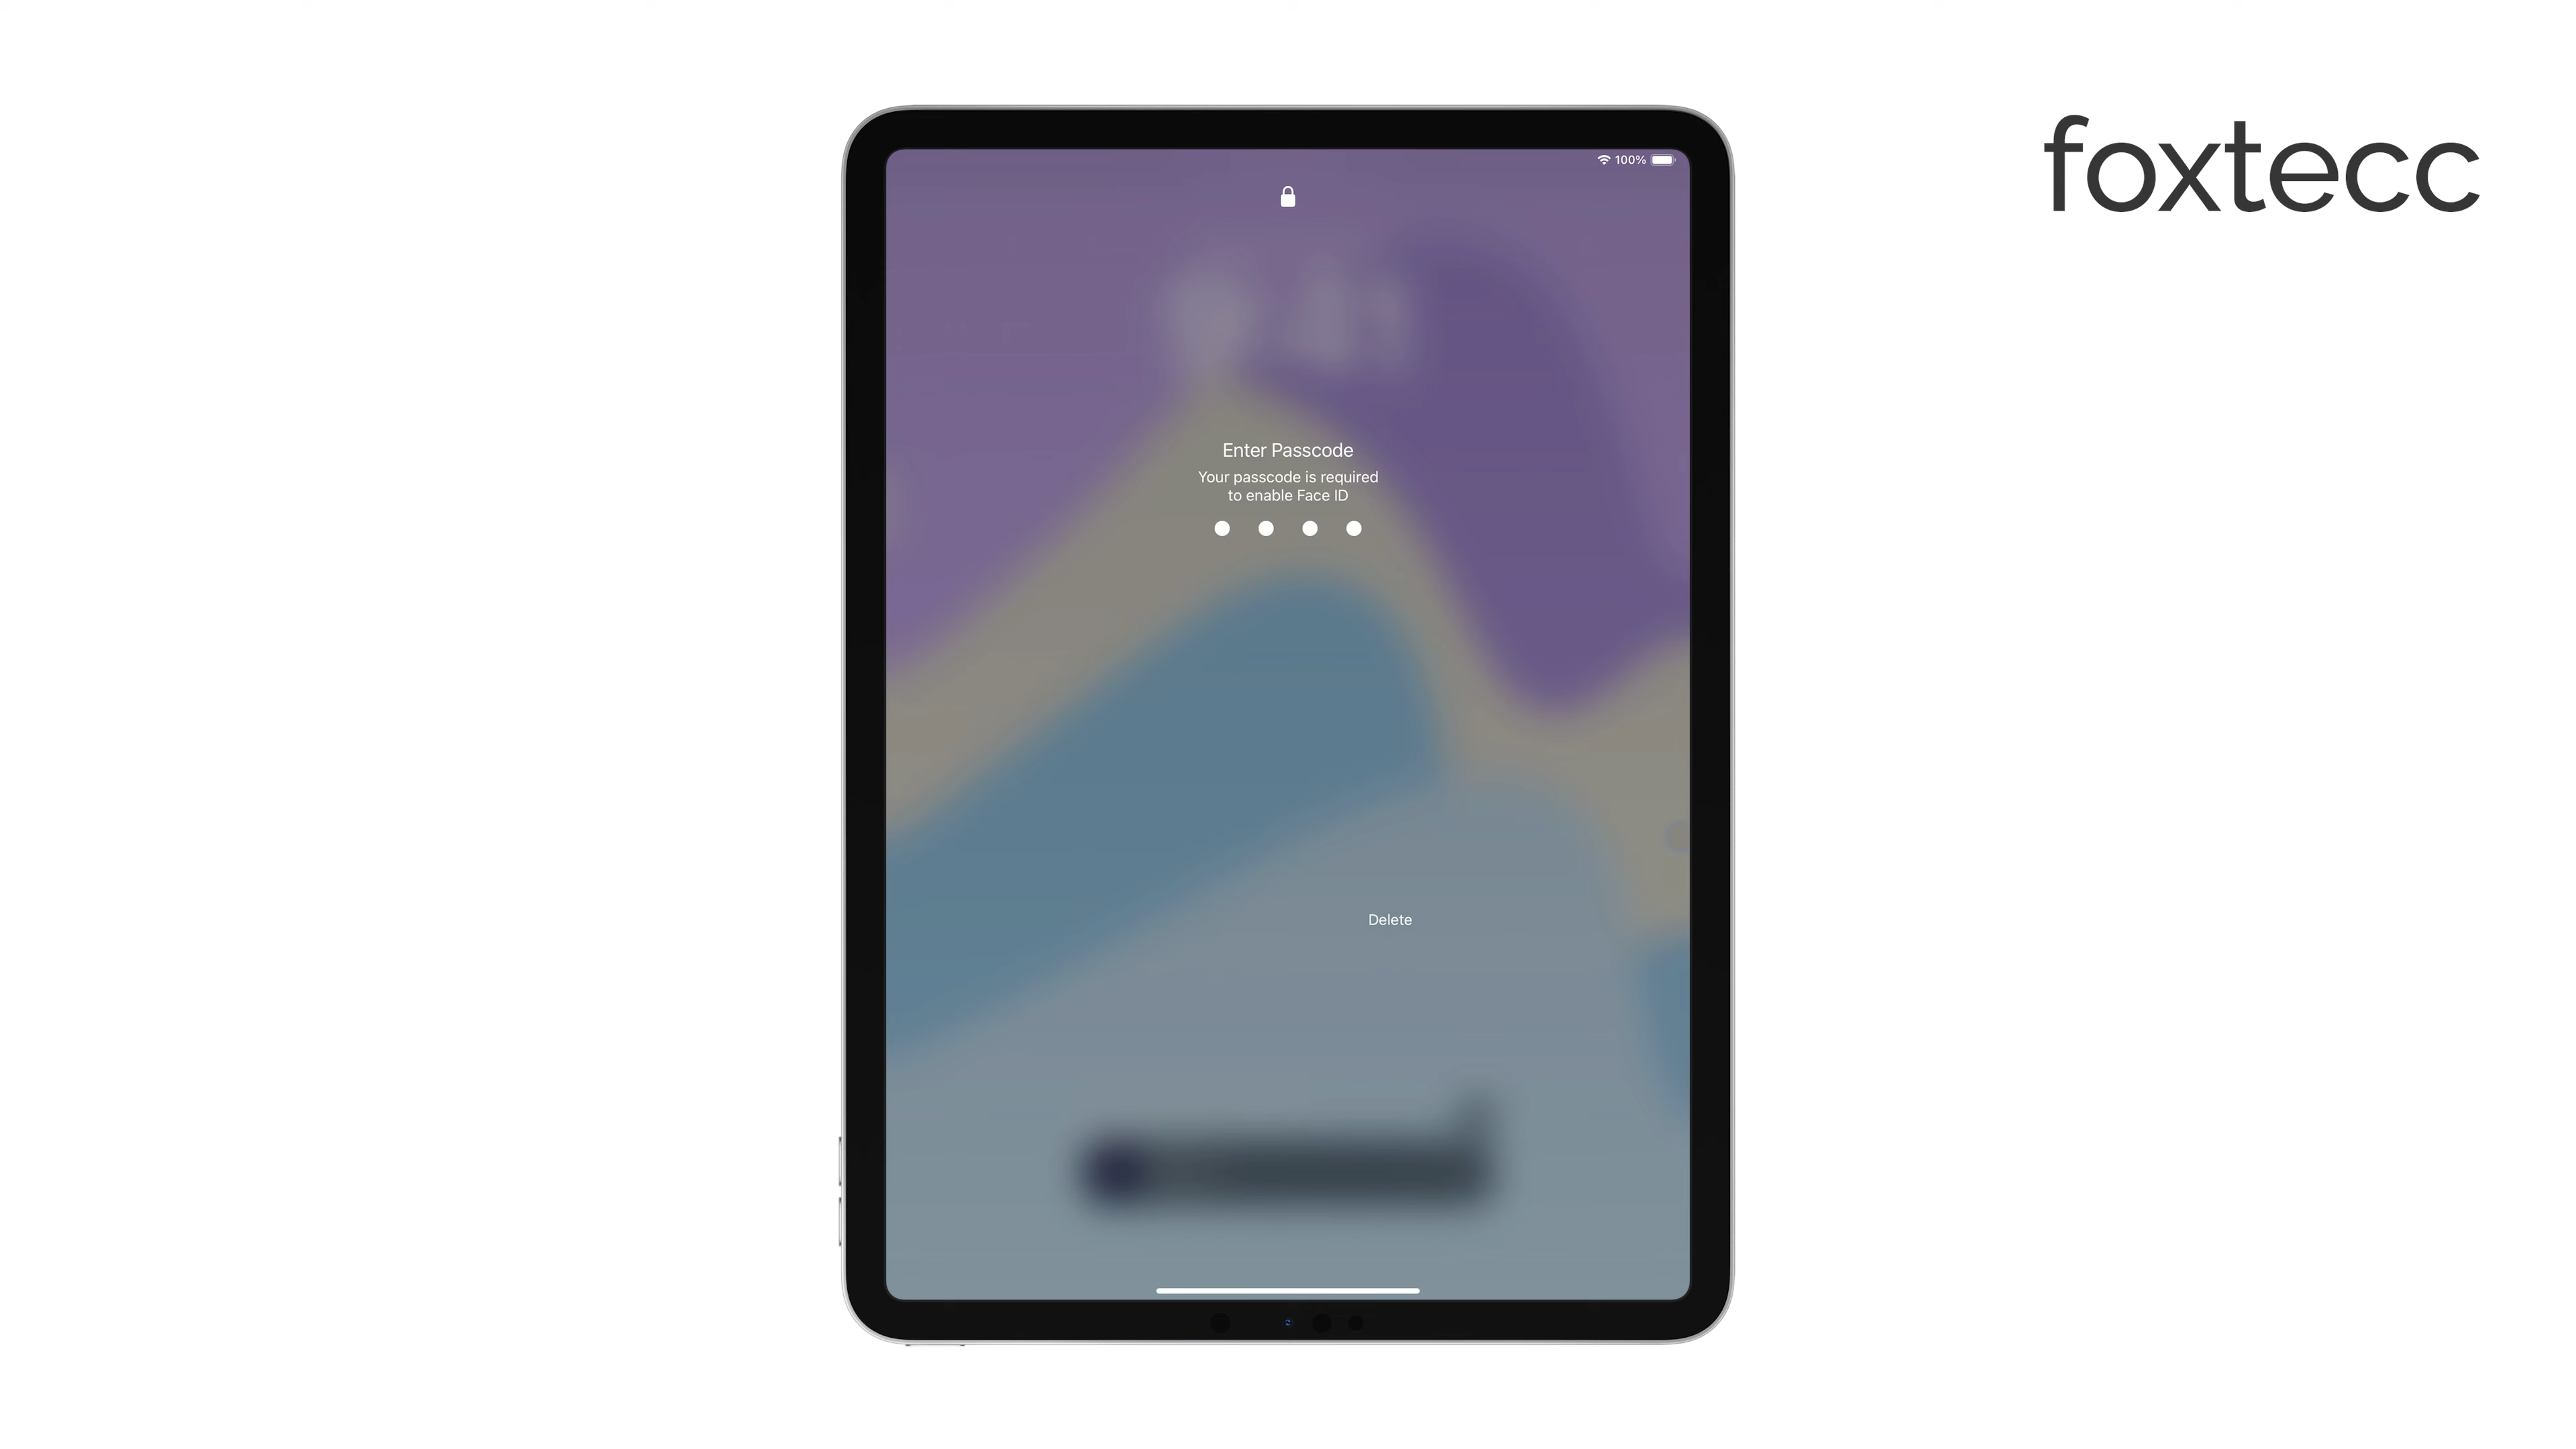 foxtecc
100%
Enter Passcode
Your passcode is required
to enable Face ID
Delete